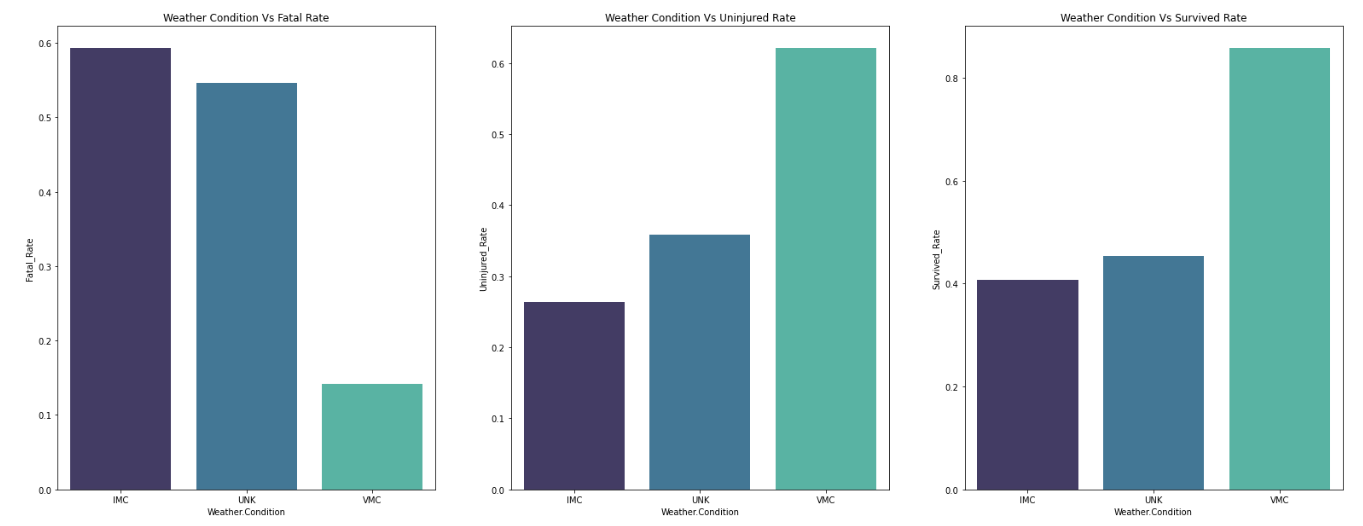 Weather Condition Vs Fatal Rate
0.6
0.5
0.4
0.3
0.2
0.1
0.0
Fatal_Rate
IMC
UNK
VMC
Weather.Condition
Weather Condition Vs Uninjured Rate
0.6
0.5
0.4
0.3
0.2
0.1
0.0
Uninjured_Rate
IMC
UNK
VMC
Weather.Condition
Weather Condition Vs Survived Rate
0.8
0.6
0.4
0.2
0.0
Survived_Rate
IMC
UNK
VMC
Weather.Condition